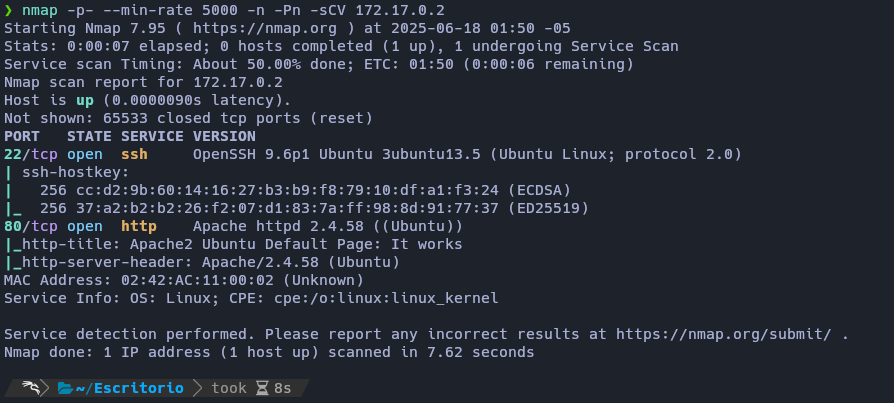 ❯ nmap -p- --min-rate 5000 -n -Pn -sCV 172.17.0.2
Starting Nmap 7.95 ( https://nmap.org ) at 2025-06-18 01:50 -05
Stats: 0:00:07 elapsed; 0 hosts completed (1 up), 1 undergoing Service Scan
Service scan Timing: About 50.00% done; ETC: 01:50 (0:00:06 remaining)
Nmap scan report for 172.17.0.2
Host is up (0.0000090s latency).
Not shown: 65533 closed tcp ports (reset)
PORT   STATE SERVICE VERSION
22/tcp open  ssh     OpenSSH 9.6p1 Ubuntu 3ubuntu13.5 (Ubuntu Linux; protocol 2.0)
| ssh-hostkey:
|   256 cc:d2:9b:60:14:16:27:b3:b9:f8:79:10:df:a1:f3:24 (ECDSA)
|_  256 37:a2:b2:b2:26:f2:07:d1:83:7a:ff:98:8d:91:77:37 (ED25519)
80/tcp open  http    Apache httpd 2.4.58 ((Ubuntu))
|_http-title: Apache2 Ubuntu Default Page: It works
|_http-server-header: Apache/2.4.58 (Ubuntu)
MAC Address: 02:42:AC:11:00:02 (Unknown)
Service Info: OS: Linux; CPE: cpe:/o:linux:linux_kernel

Service detection performed. Please report any incorrect results at https://nmap.org/submit/ .
Nmap done: 1 IP address (1 host up) scanned in 7.62 seconds

~/Escritorio took 8s